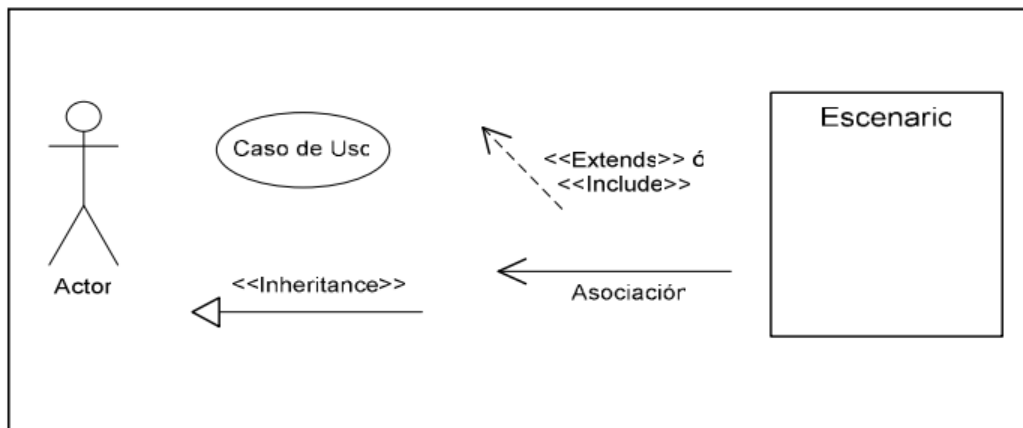 Escenaric
Caso de Usc
<<Extends>> ó
<<Include>>
Actor
<<Inheritance>>
Asociación